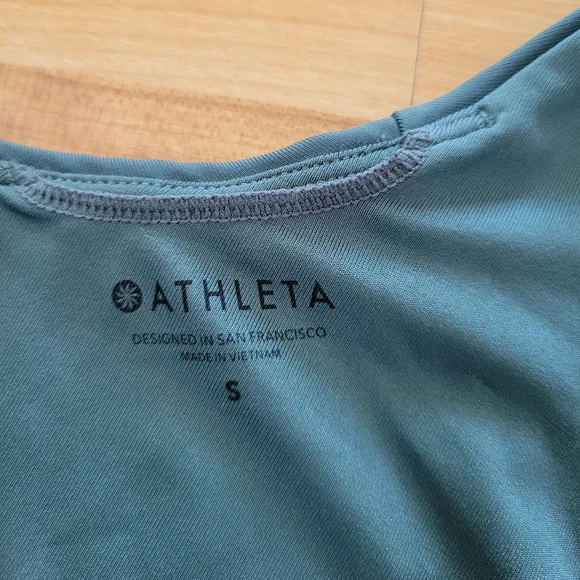 ATHLETA
DESIGNED IN SAN FRANCISCO
MADE IN VIETNAM
S